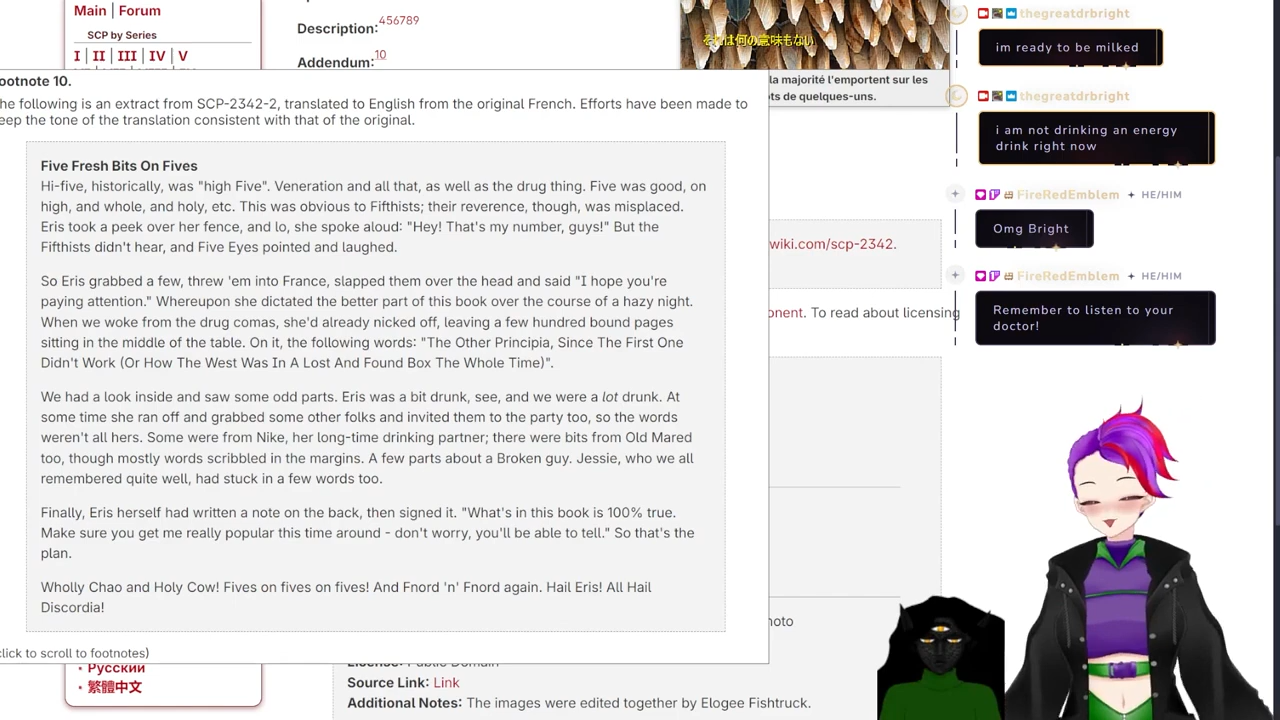 Main | Forum
SCP by Series
I | II | III | IV | V
Description:456789
Addendum:10
それは何の意味もない
la majorité l'emportent sur les
ots de quelques-uns.
ootnote 10.
he following is an extract from SCP-2342-2, translated to English from the original French. Efforts have been made to
eep the tone of the translation consistent with that of the original.
Five Fresh Bits On Fives
Hi-five, historically, was "high Five". Veneration and all that, as well as the drug thing. Five was good, on
high, and whole, and holy, etc. This was obvious to Fifthists; their reverence, though, was misplaced.
Eris took a peek over her fence, and lo, she spoke aloud: "Hey! That's my number, guys!" But the
Fifthists didn't hear, and Five Eyes pointed and laughed.
So Eris grabbed a few, threw 'em into France, slapped them over the head and said "I hope you're
paying attention." Whereupon she dictated the better part of this book over the course of a hazy night.
When we woke from the drug comas, she'd already nicked off, leaving a few hundred bound pages
sitting in the middle of the table. On it, the following words: "The Other Principia, Since The First One
Didn't Work (Or How The West Was In A Lost And Found Box The Whole Time)".
We had a look inside and saw some odd parts. Eris was a bit drunk, see, and we were a lot drunk. At
some time she ran off and grabbed some other folks and invited them to the party too, so the words
weren't all hers. Some were from Nike, her long-time drinking partner; there were bits from Old Mared
too, though mostly words scribbled in the margins. A few parts about a Broken guy. Jessie, who we all
remembered quite well, had stuck in a few words too.
Finally, Eris herself had written a note on the back, then signed it. "What's in this book is 100% true.
Make sure you get me really popular this time around - don't worry, you'll be able to tell." So that's the
plan.
Wholly Chao and Holy Cow! Fives on fives on fives! And Fnord 'n' Fnord again. Hail Eris! All Hail
Discordia!
click to scroll to footnotes)
wiki.com/scp-2342.
onent. To read about licensing
oto
License: Public Domain
Source Link: Link
Additional Notes: The images were edited together by Elogee Fishtruck.
Русский
繁體中文
thegreatdrbright
im ready to be milked
thegreatdrbright
i am not drinking an energy
drink right now
FireRedEmblem HE/HIM
Omg Bright
FireRedEmblem HE/HIM
Remember to listen to your
doctor!